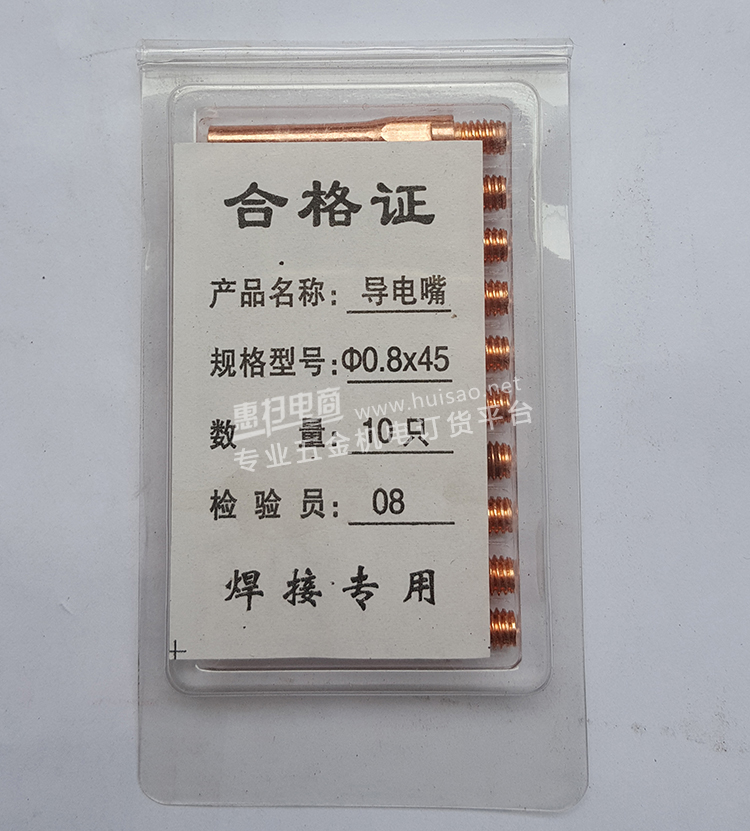 合格证
产品名称: 导电嘴
规格型号: Φ0.8x45
惠扫电商 www.huisao.net
数 量: 10只
专业五金机电订货平台
检验员: 08
焊接专用